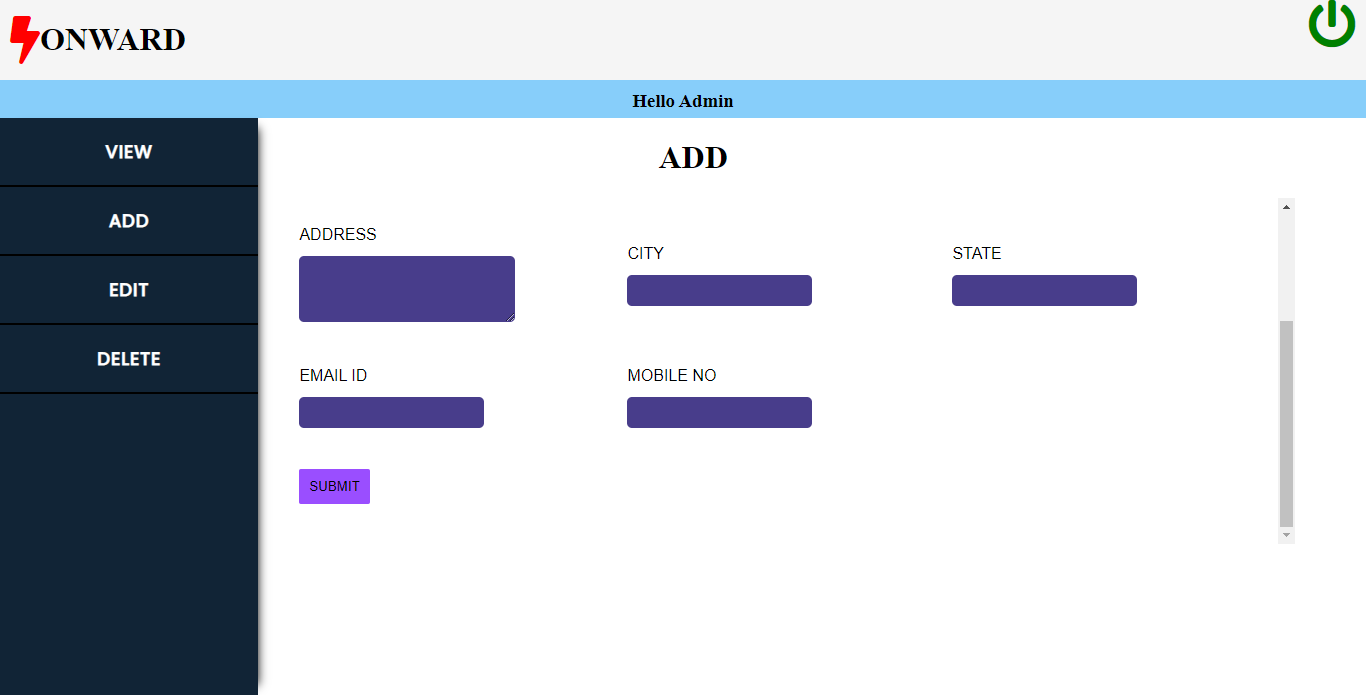 ONWARD
Hello Admin
VIEW
ADD
EDIT
DELETE
ADD
ADDRESS
CITY
STATE
EMAIL ID
MOBILE NO
SUBMIT